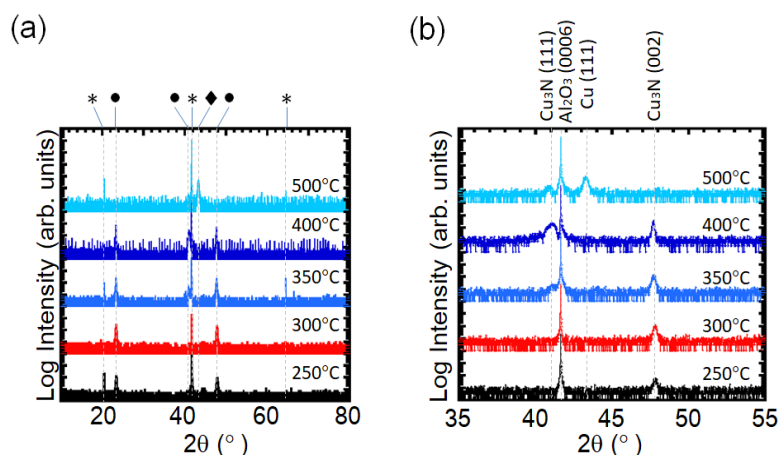 (a)
(b)
* ● ● * ◆ ● *
Cu₃N (111)
Al₂O₃ (0006)
Cu (111)
Cu₃N (002)
Log Intensity (arb. units)
500°C
400°C
350°C
300°C
250°C
0 20 40 60 80
2θ (°)
Log Intensity (arb. units)
500°C
400°C
350°C
300°C
250°C
35 40 45 50 55
2θ (°)